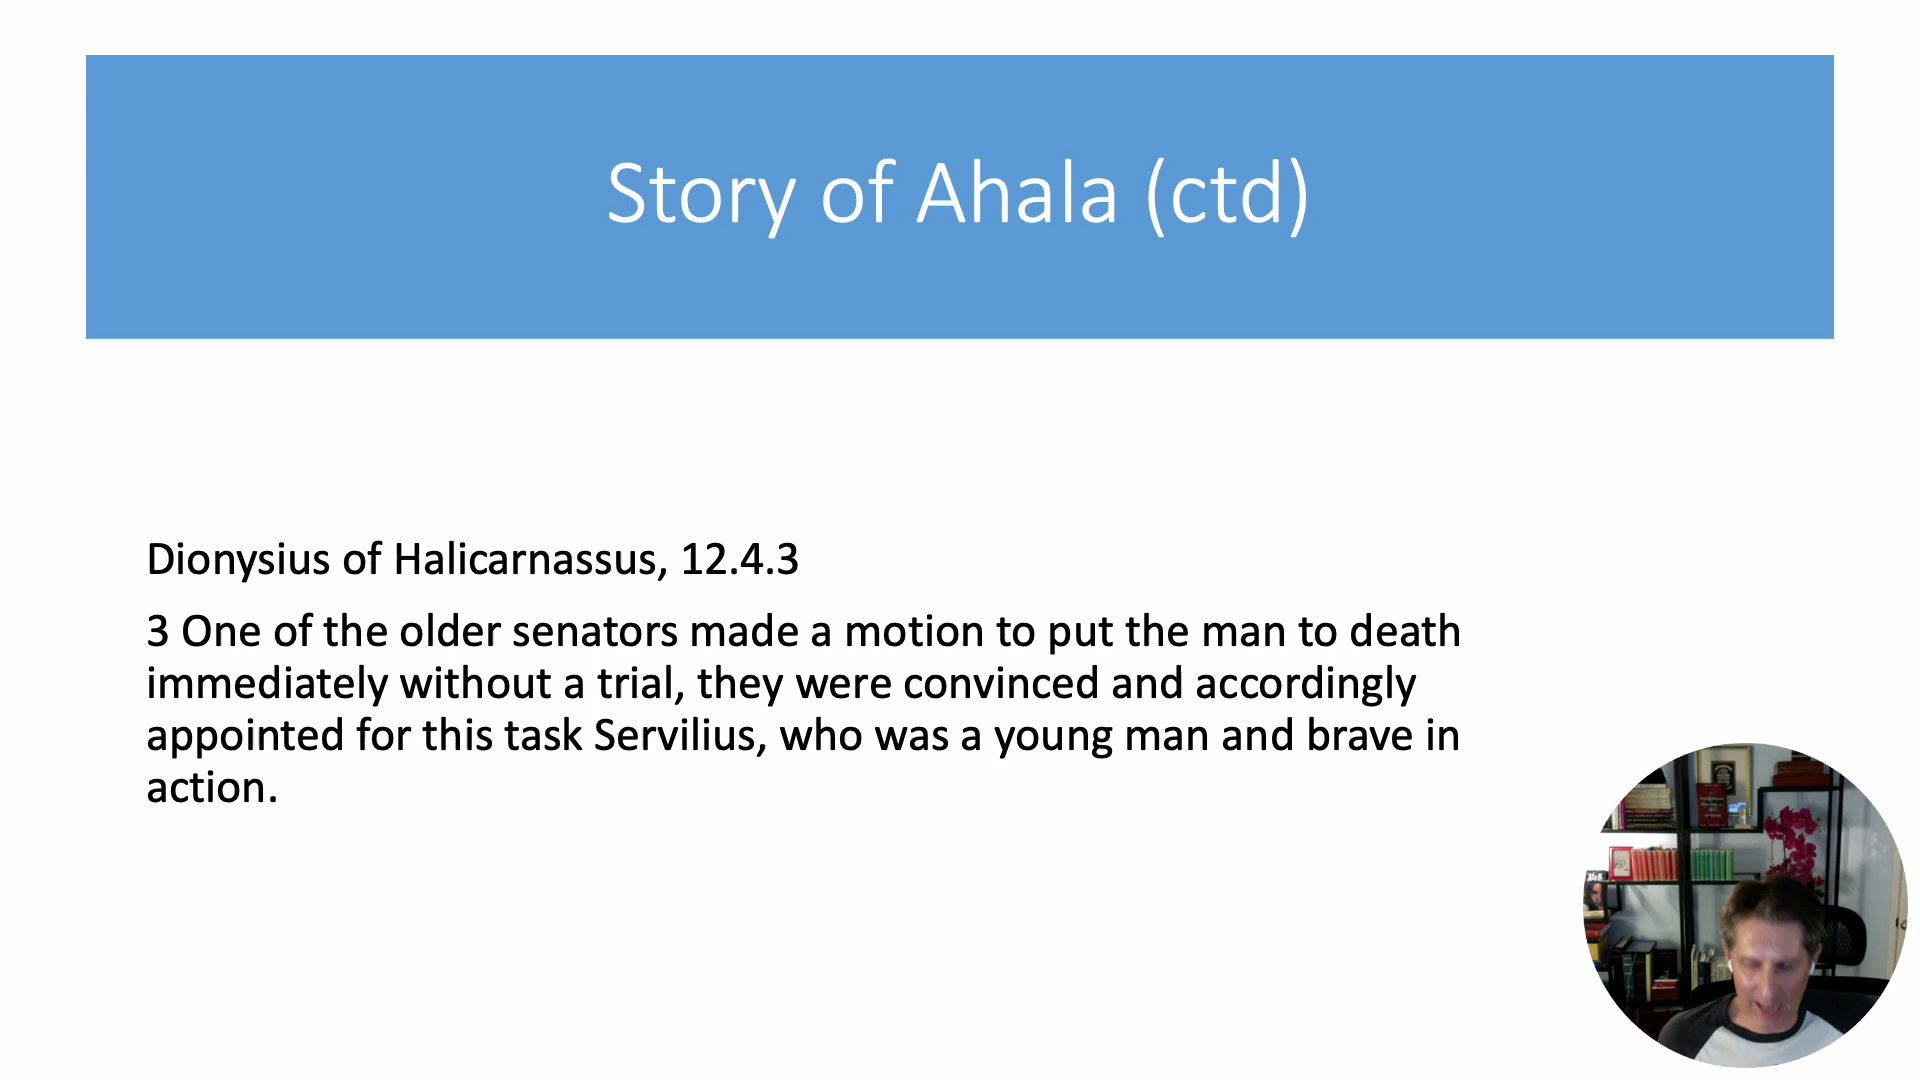 Story of Ahala (ctd)
Dionysius of Halicarnassus, 12.4.3
3 One of the older senators made a motion to put the man to death
immediately without a trial, they were convinced and accordingly
appointed for this task Servilius, who was a young man and brave in
action.